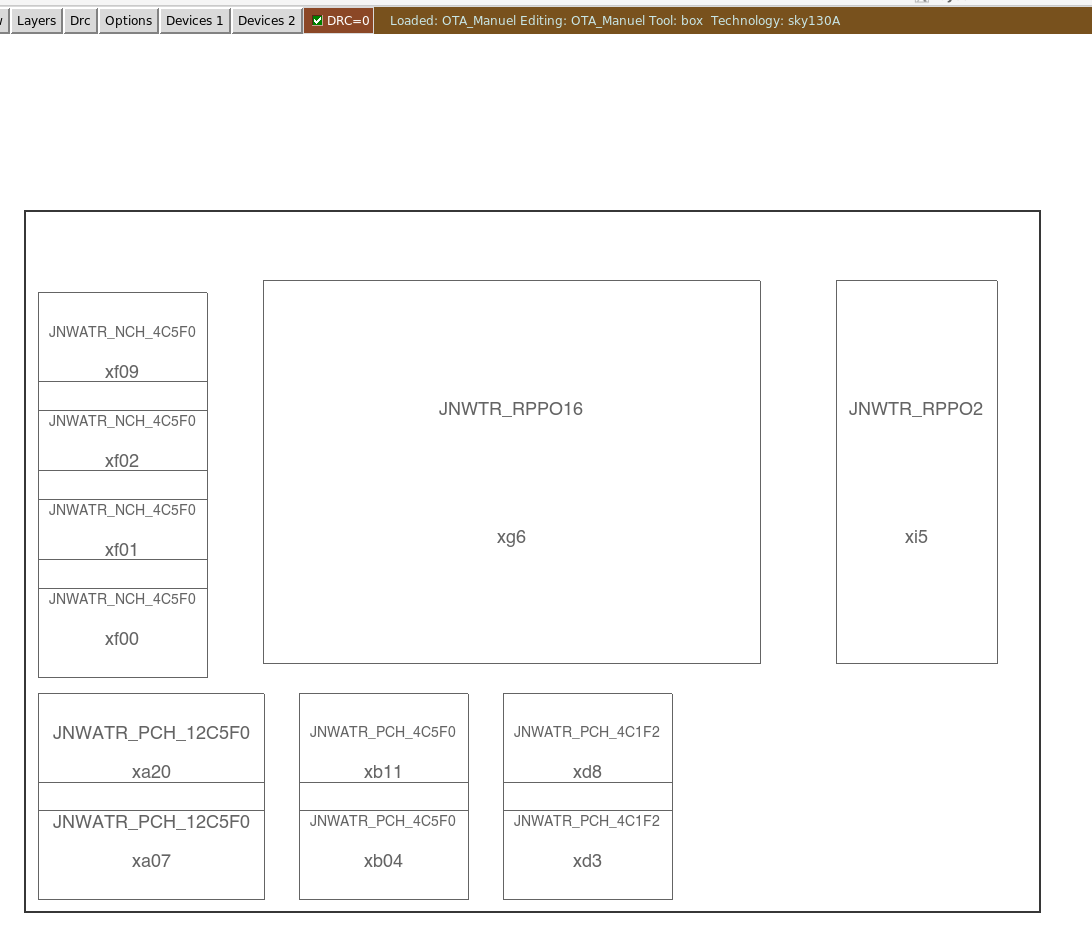 Layers Drc Options Devices 1 Devices 2 DRC=0 Loaded: OTA_Manuel Editing: OTA_Manuel Tool: box Technology: sky130A
JNWATR_NCH_4C5F0
xf09
JNWATR_NCH_4C5F0
xf02
JNWATR_NCH_4C5F0
xf01
JNWATR_NCH_4C5F0
xf00
JNWTR_RPPO16
xg6
JNWTR_RPPO2
xi5
JNWATR_PCH_12C5F0
xa20
JNWATR_PCH_12C5F0
xa07
JNWATR_PCH_4C5F0
xb11
JNWATR_PCH_4C5F0
xb04
JNWATR_PCH_4C1F2
xd8
JNWATR_PCH_4C1F2
xd3